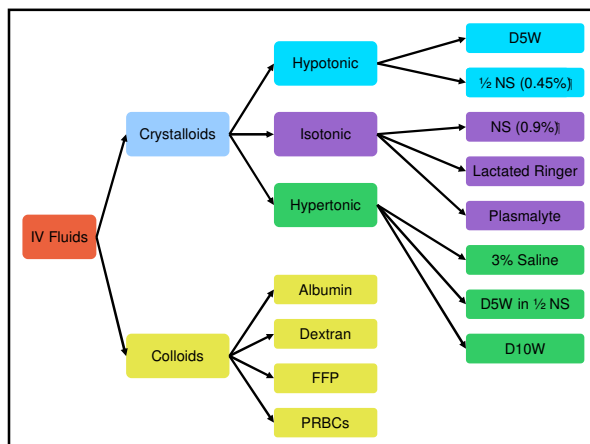 IV Fluids
Crystalloids
Colloids
Hypotonic
Isotonic
Hypertonic
Albumin
Dextran
FFP
PRBCs
D5W
½ NS (0.45%)
NS (0.9%)
Lactated Ringer
Plasmalyte
3% Saline
D5W in ½ NS
D10W